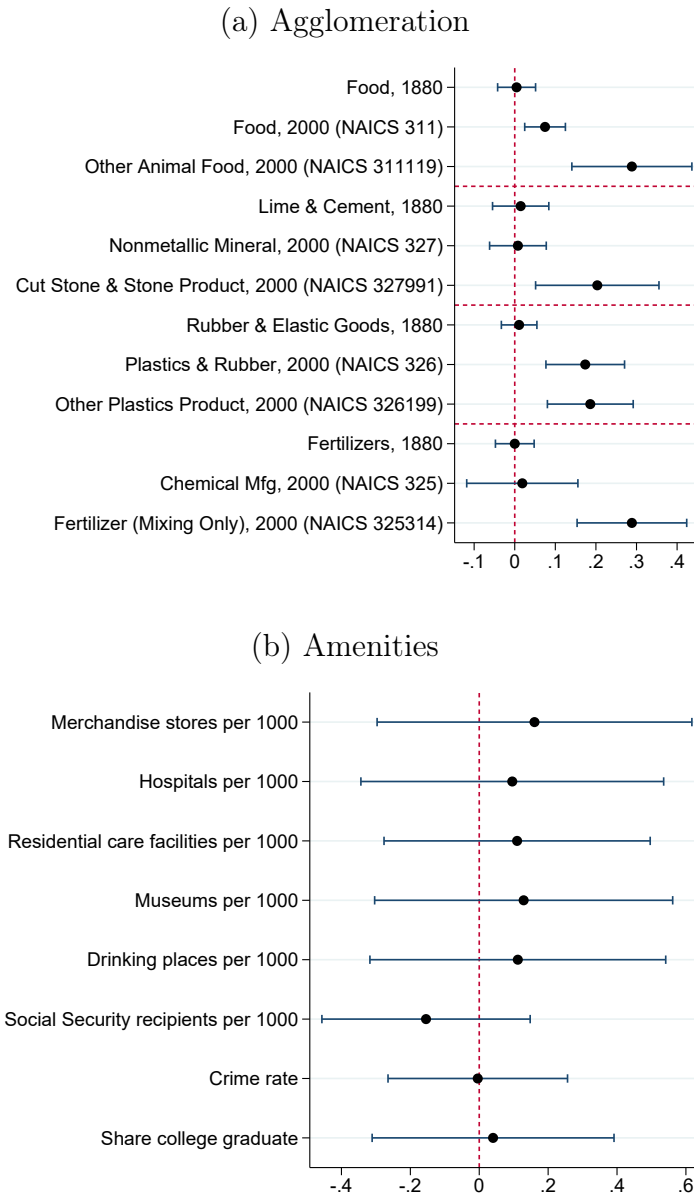 (a) Agglomeration
Food, 1880
Food, 2000 (NAICS 311)
Other Animal Food, 2000 (NAICS 311119)
Lime & Cement, 1880
Nonmetallic Mineral, 2000 (NAICS 327)
Cut Stone & Stone Product, 2000 (NAICS 327991)
Rubber & Elastic Goods, 1880
Plastics & Rubber, 2000 (NAICS 326)
Other Plastics Product, 2000 (NAICS 326199)
Fertilizers, 1880
Chemical Mfg, 2000 (NAICS 325)
Fertilizer (Mixing Only), 2000 (NAICS 325314)
-.1 0 .1 .2 .3 .4
(b) Amenities
Merchandise stores per 1000
Hospitals per 1000
Residential care facilities per 1000
Museums per 1000
Drinking places per 1000
Social Security recipients per 1000
Crime rate
Share college graduate
-.4 -.2 0 .2 .4 .6